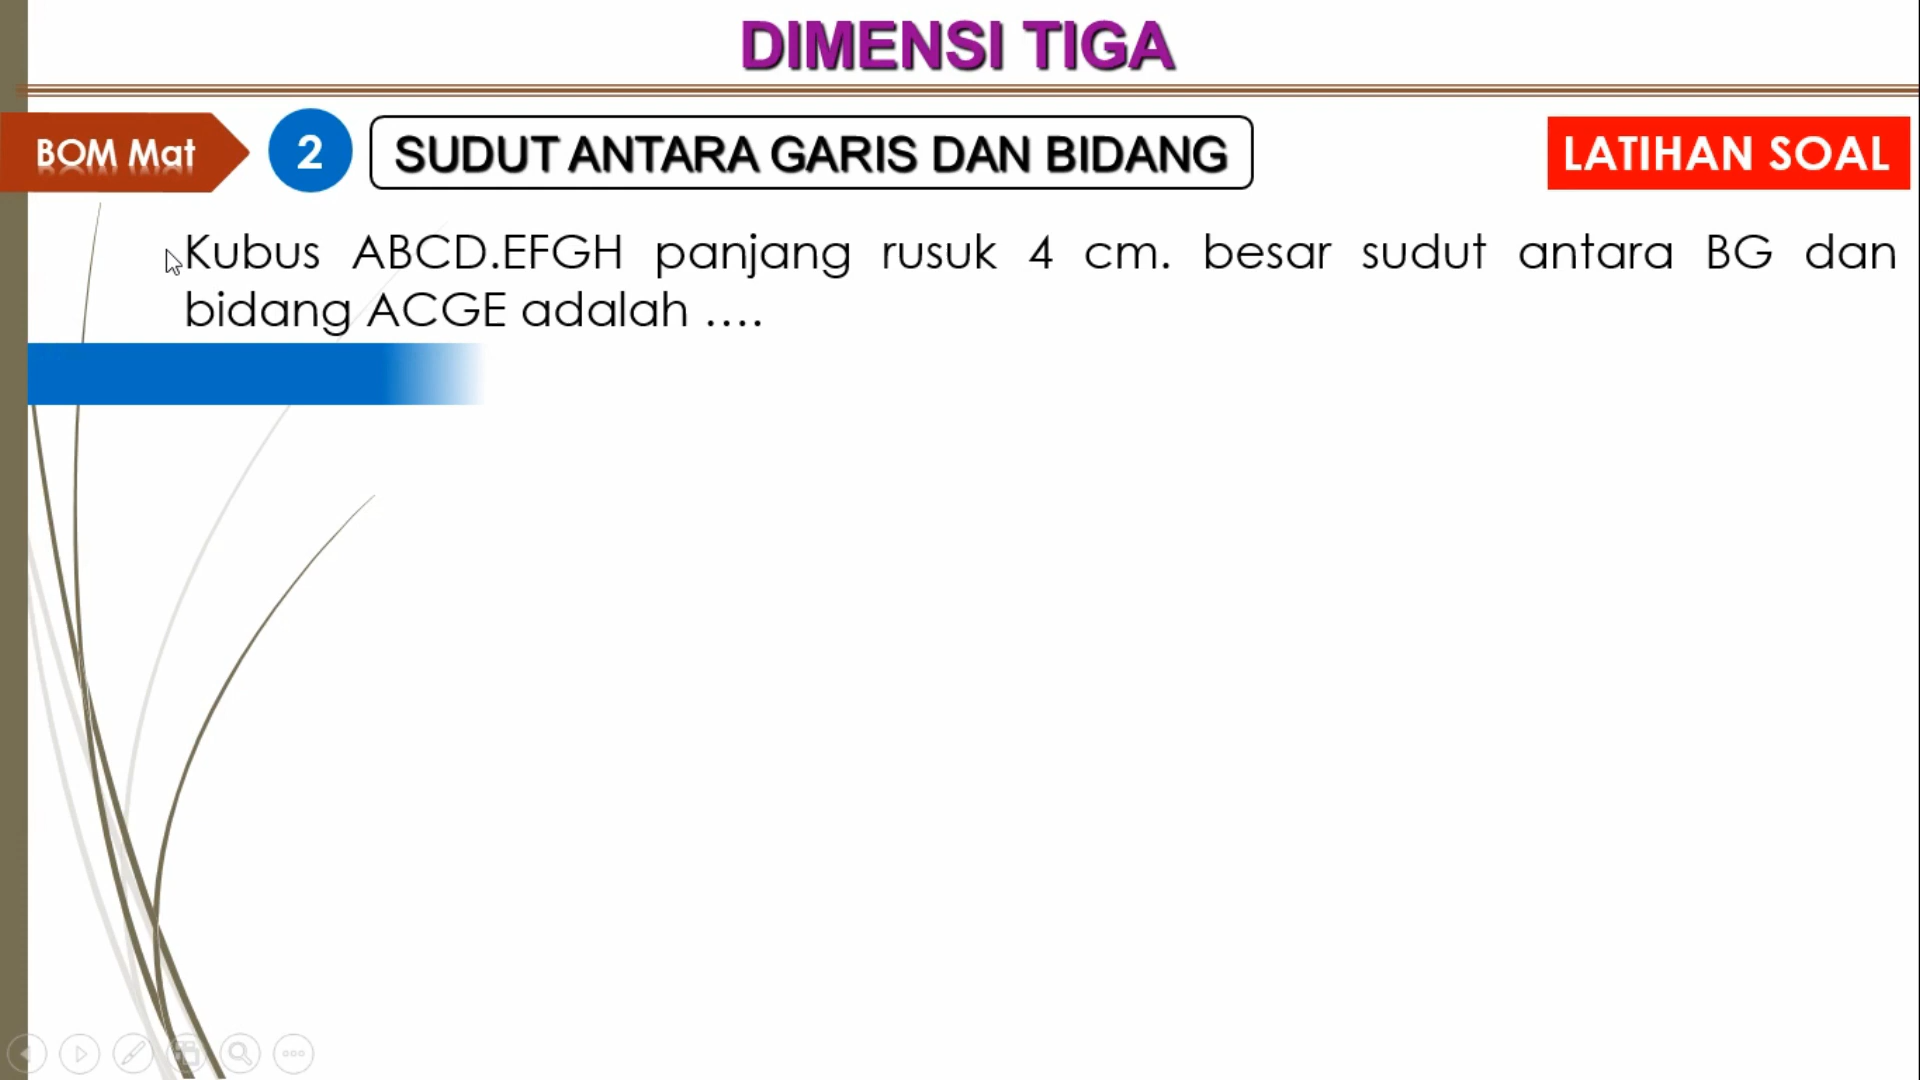 DIMENSI TIGA
BOM Mat
2
SUDUT ANTARA GARIS DAN BIDANG
LATIHAN SOAL
Kubus ABCD.EFGH panjang rusuk 4 cm. besar sudut antara BG dan
bidang ACGE adalah ....